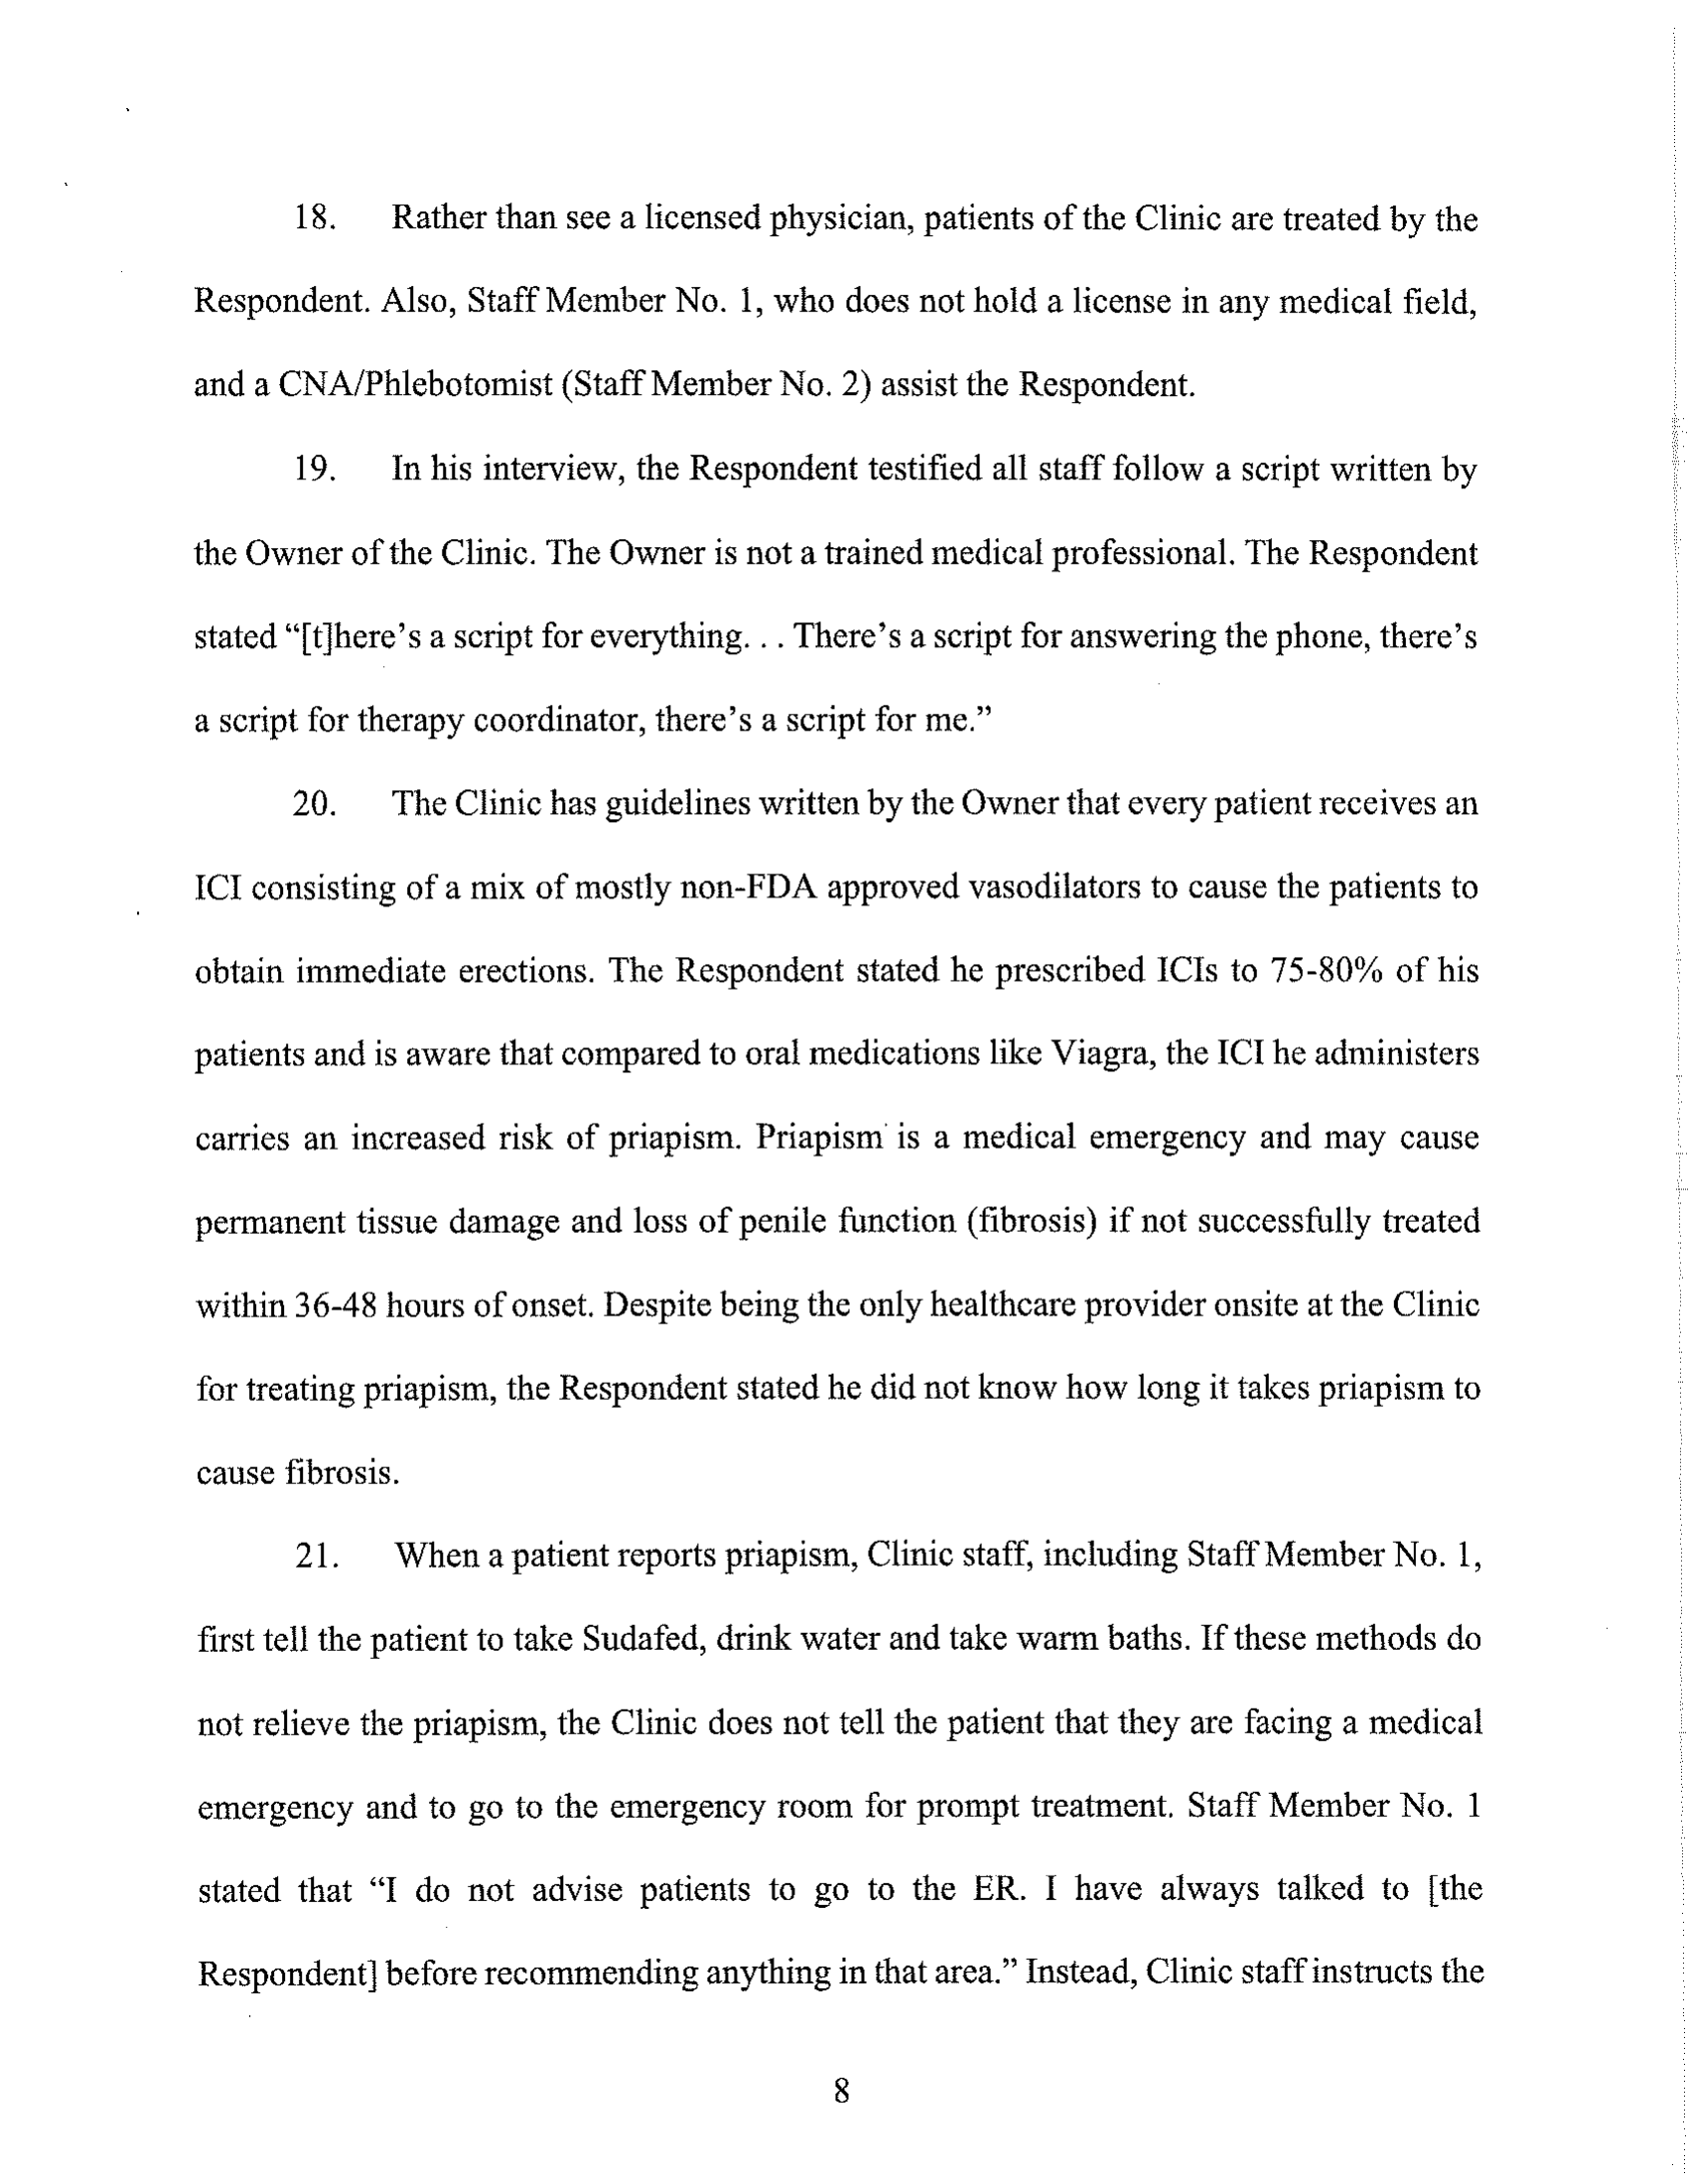 18. Rather than see a licensed physician, patients of the Clinic are treated by the
Respondent. Also, Staff Member No. 1, who does not hold a license in any medical field,
and a CNA/Phlebotomist (Staff Member No. 2) assist the Respondent.
19. In his interview, the Respondent testified all staff follow a script written by
the Owner of the Clinic. The Owner is not a trained medical professional. The Respondent
stated “[t]here’s a script for everything. . . There’s a script for answering the phone, there’s
a script for therapy coordinator, there’s a script for me.”
20. The Clinic has guidelines written by the Owner that every patient receives an
ICI consisting of a mix of mostly non-FDA approved vasodilators to cause the patients to
obtain immediate erections. The Respondent stated he prescribed ICIs to 75-80% of his
patients and is aware that compared to oral medications like Viagra, the ICI he administers
carries an increased risk of priapism. Priapism is a medical emergency and may cause
permanent tissue damage and loss of penile function (fibrosis) if not successfully treated
within 36-48 hours of onset. Despite being the only healthcare provider onsite at the Clinic
for treating priapism, the Respondent stated he did not know how long it takes priapism to
cause fibrosis.
21. When a patient reports priapism, Clinic staff, including Staff Member No. 1,
first tell the patient to take Sudafed, drink water and take warm baths. If these methods do
not relieve the priapism, the Clinic does not tell the patient that they are facing a medical
emergency and to go to the emergency room for prompt treatment. Staff Member No. 1
stated that “I do not advise patients to go to the ER. I have always talked to [the
Respondent] before recommending anything in that area.” Instead, Clinic staff instructs the
8